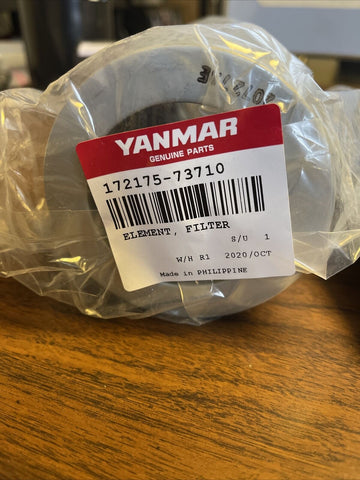 YANMAR
GENUINE PARTS
172175-73710
ELEMENT, FILTER
S/U 1
W/H R1 2020/OCT
Made in PHILIPPINE